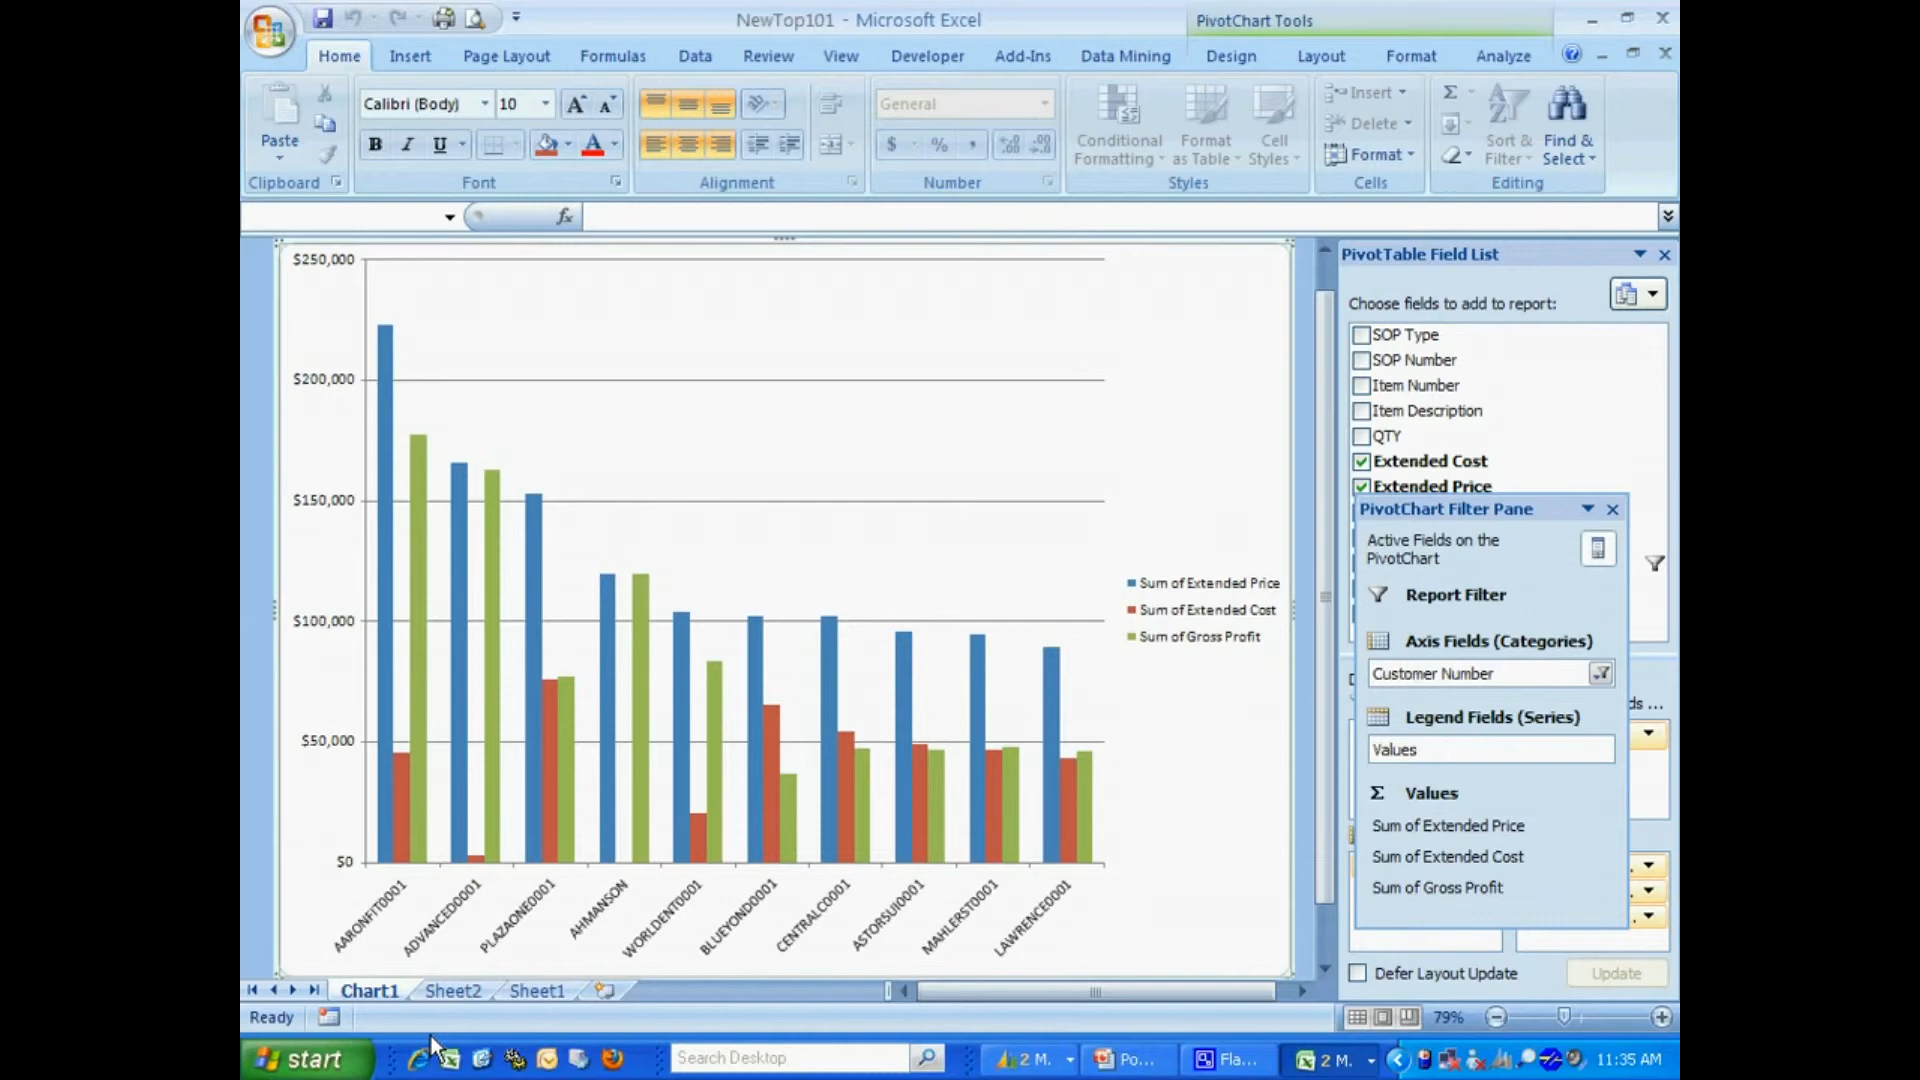 NewTop101 - Microsoft Excel
PivotChart Tools
Home Insert Page Layout Formulas Data Review View Developer Add-Ins Data Mining Design Layout Format Analyze
Paste
Clipboard
Calibri (Body) 10
B I U A
Font
Alignment
General
$ % ,
Number
Conditional Formatting
Format as Table
Cell Styles
Styles
Insert
Delete
Format
Cells
Σ
Sort & Filter
Find & Select
Editing
fx
$250,000
$200,000
$150,000
$100,000
$50,000
$0
AARONFIT0001
ADVANCED0001
PLAZAONE0001
AHMANSON
WORLDENT0001
BLUEYOND0001
CENTRALC0001
ASTORSUI0001
MAHLERST0001
LAWRENCE0001
Sum of Extended Price
Sum of Extended Cost
Sum of Gross Profit
PivotTable Field List
Choose fields to add to report:
SOP Type
SOP Number
Item Number
Item Description
QTY
Extended Cost
Extended Price
PivotChart Filter Pane
Active Fields on the
PivotChart
Report Filter
Axis Fields (Categories)
Customer Number
Legend Fields (Series)
Values
Σ Values
Sum of Extended Price
Sum of Extended Cost
Sum of Gross Profit
Defer Layout Update
Update
Chart1 Sheet2 Sheet1
Ready
79%
start
Search Desktop
2 M.
Po...
Fla...
2 M.
11:35 AM